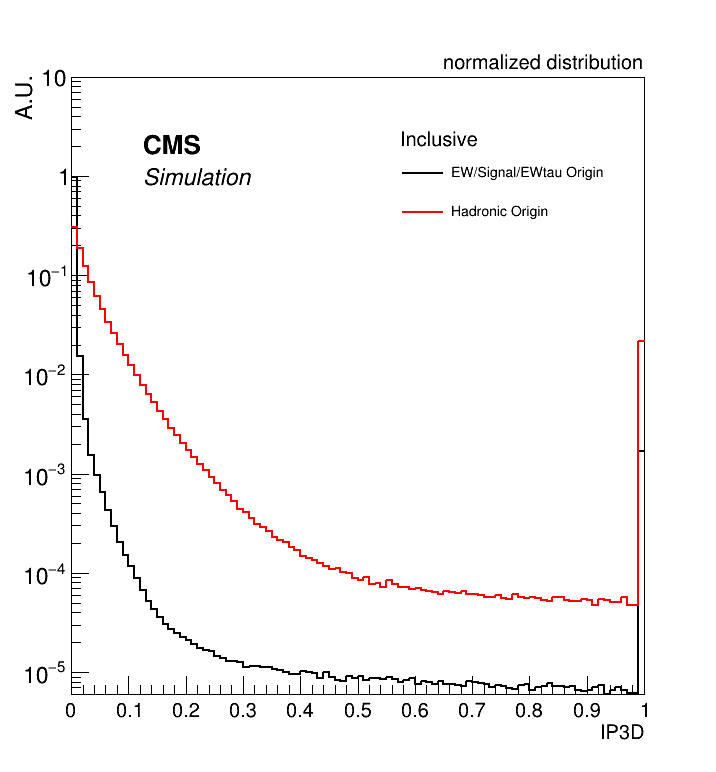 normalized distribution
A.U.
10
CMS
Simulation
Inclusive
EW/Signal/EWtau Origin
Hadronic Origin
1
10⁻¹
10⁻²
10⁻³
10⁻⁴
10⁻⁵
0 0.1 0.2 0.3 0.4 0.5 0.6 0.7 0.8 0.9 1
IP3D